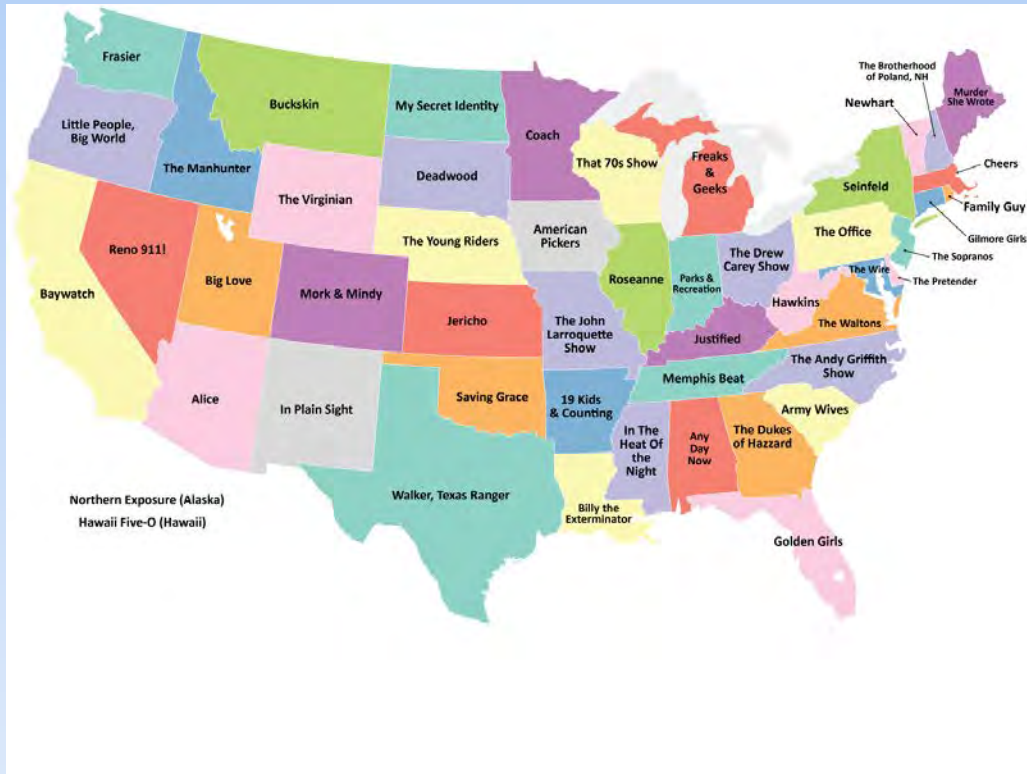 Frasier
Little People,
Big World
Buckskin
The Manhunter
My Secret Identity
Coach
The Brotherhood
of Poland, NH
Newhart
Murder
She Wrote
Cheers
Family Guy
Gilmore Girls
The Sopranos
The Pretender
That 70s Show
Freaks
&
Geeks
Seinfeld
The Office
The Virginian
Deadwood
The Young Riders
American
Pickers
Roseanne
Parks &
Recreation
The Drew
Carey Show
The Wire
Hawkins
The Waltons
Baywatch
Reno 911!
Big Love
Mork & Mindy
Jericho
The John
Larroquette
Show
Justified
The Andy Griffith
Show
Memphis Beat
Alice
In Plain Sight
Saving Grace
19 Kids
& Counting
In The
Heat Of
the
Night
Any
Day
Now
The Dukes
of Hazzard
Army Wives
Walker, Texas Ranger
Billy the
Exterminator
Golden Girls
Northern Exposure (Alaska)
Hawaii Five-O (Hawaii)